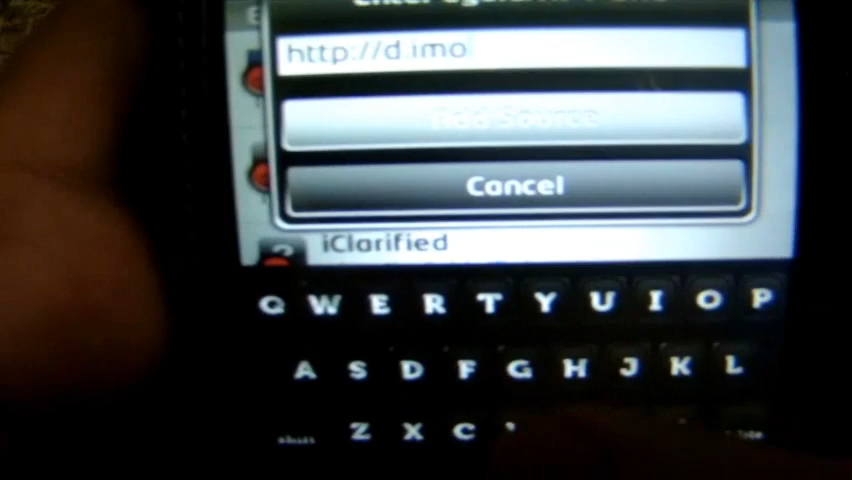 http://d.imo
Add Source
Cancel
iClarified
Q W E R T Y U I O P
A S D F G H J K L
Z X C